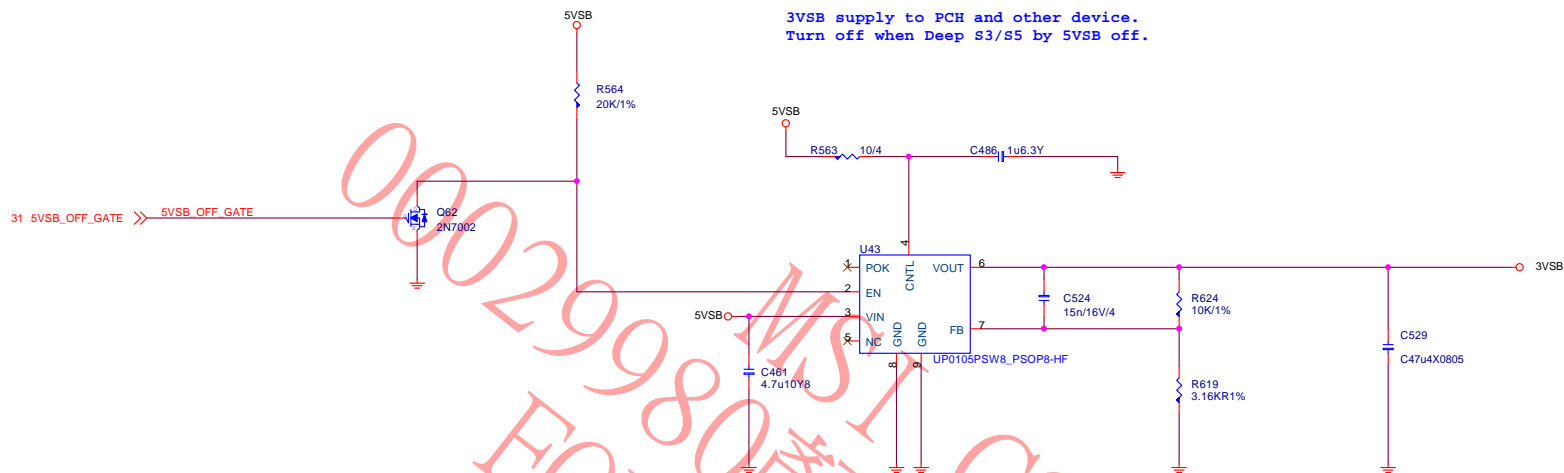 5VSB
3VSB supply to PCH and other device.
Turn off when Deep S3/S5 by 5VSB off.
R564
20K/1%
5VSB
R563 10/4
C486 1u6.3Y
31 5VSB_OFF_GATE
5VSB_OFF_GATE
Q62
2N7002
U43
4
CNTL
1 POK
VOUT 6
3VSB
2 EN
5VSB
3 VIN
FB 7
5 NC
GND
GND
8
9
UP0105PSW8_PSOP8-HF
C524
15n/16V/4
R624
10K/1%
C529
C47u4X0805
C461
4.7u10Y8
R619
3.16KR1%
0002998
MSI